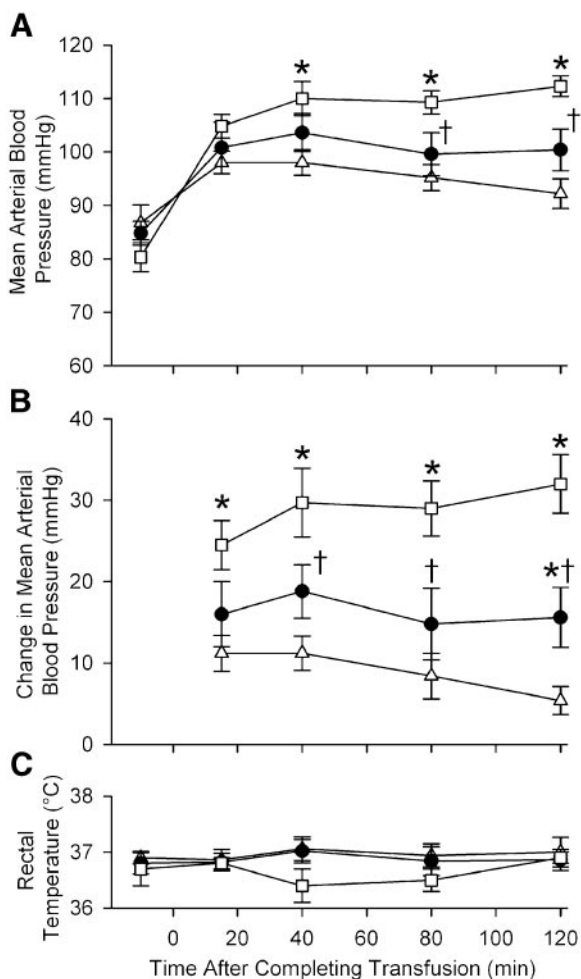 A
120
110
100
90
80
70
60
Mean Arterial Blood
Pressure (mmHg)
*
*
*
†
†
B
40
30
20
10
0
Change in Mean Arterial
Blood Pressure (mmHg)
*
*
*
*
†
†
*†
C
38
37
36
Rectal
Temperature (°C)
0 20 40 60 80 100 120
Time After Completing Transfusion (min)